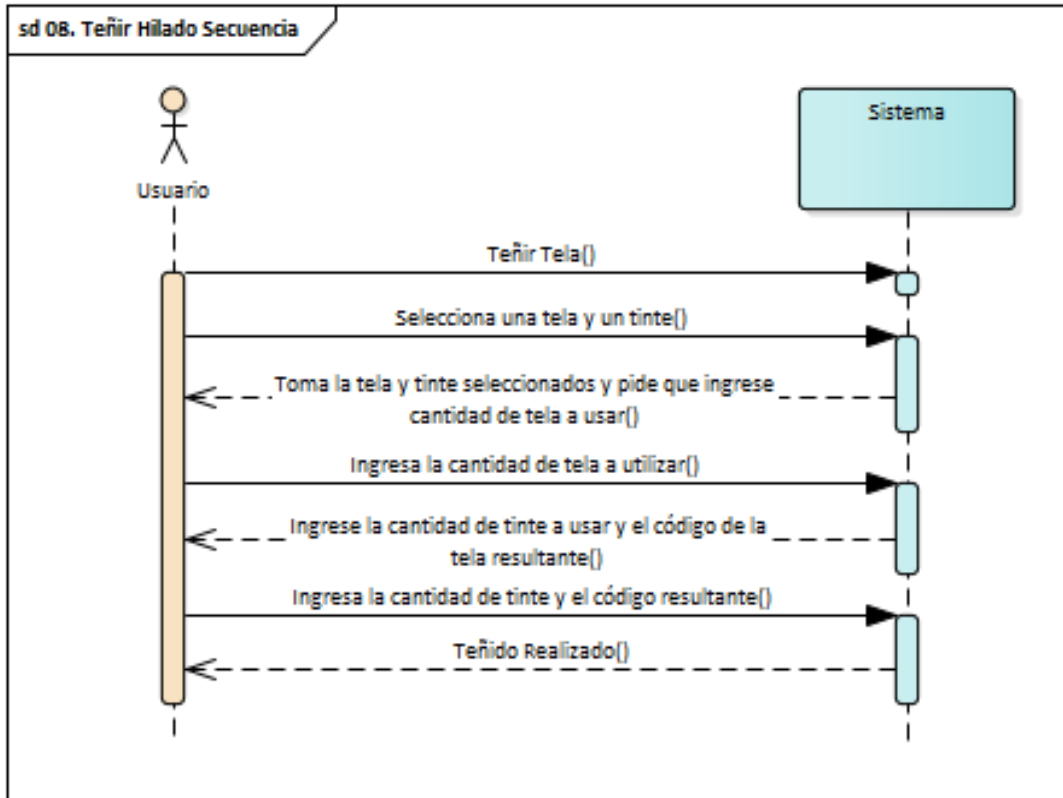 sd 08. Teñir Hilado Secuencia
Sistema
Usuario
Teñir Tela()
Selecciona una tela y un tinte()
Toma la tela y tinte seleccionados y pide que ingrese
cantidad de tela a usar()
Ingresa la cantidad de tela a utilizar()
Ingrese la cantidad de tinte a usar y el código de la
tela resultante()
Ingresa la cantidad de tinte y el código resultante()
Teñido Realizado()